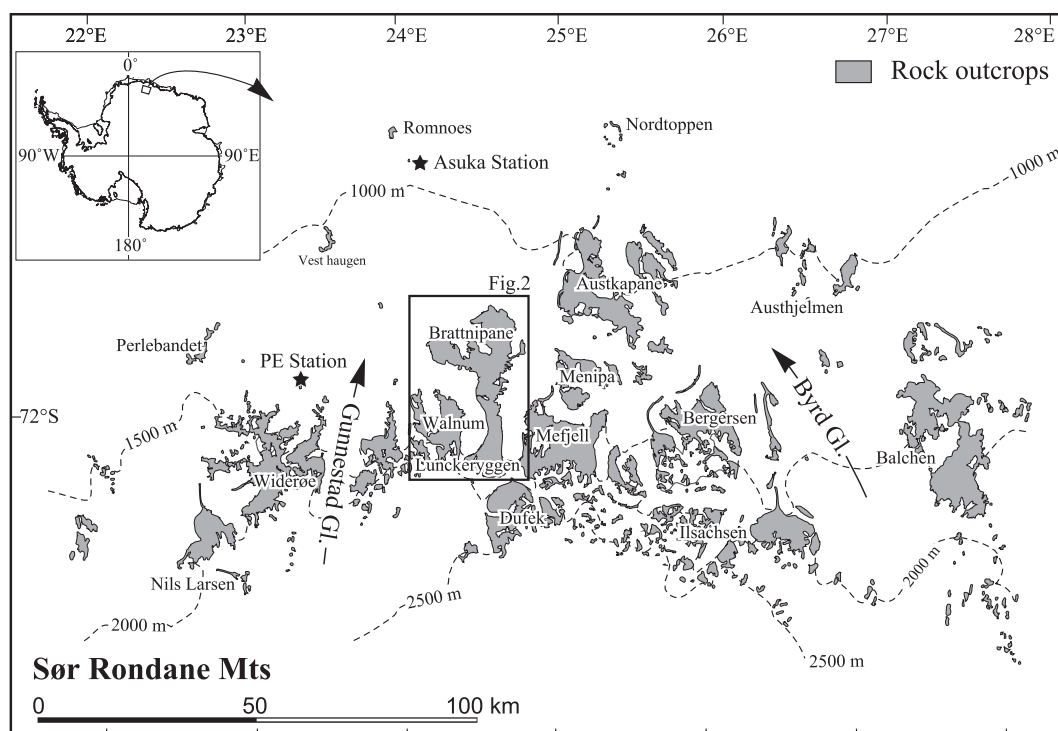 22°E 23°E 24°E 25°E 26°E 27°E 28°E
0°
90°W 90°E
180°
Rock outcrops
Romnoes
Nordtoppen
Asuka Station
1000 m
1000 m
Vest haugen
Fig.2
Austkapane
Austhjelmen
Perlebandet
Brattnipane
PE Station
Menipa
72°S
1500 m
Gunnestad Gl.
Walnum
Mefjell
Bergersen
Byrd Gl.
Balchen
Lunckeryggen
Widerøe
Dufek
Ilsachsen
Nils Larsen
2000 m
2500 m
2000 m
2500 m
Sør Rondane Mts
0 50 100 km